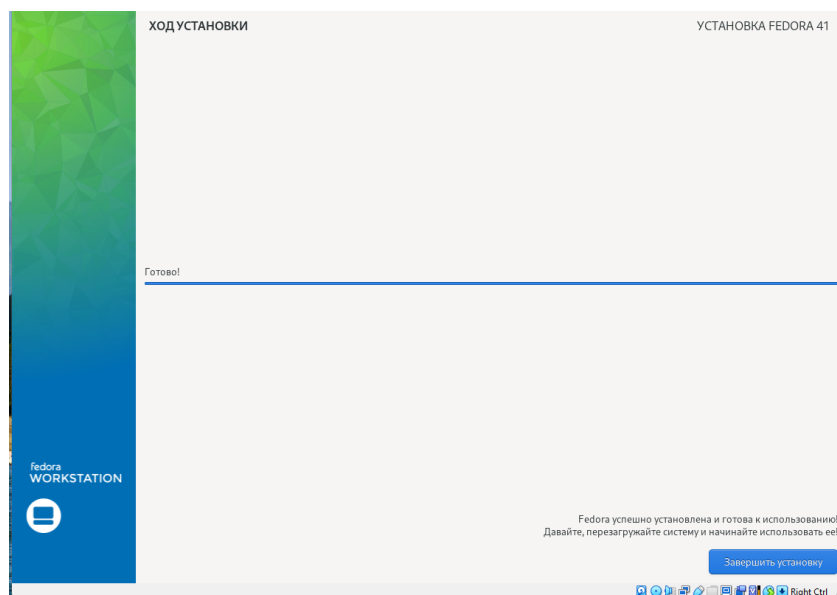 ХОД УСТАНОВКИ
УСТАНОВКА FEDORA 41
Готово!
fedora
WORKSTATION
Fedora успешно установлена и готова к использованию!
Давайте, перезагружайте систему и начинайте использовать ее!
Завершить установку
Right Ctrl